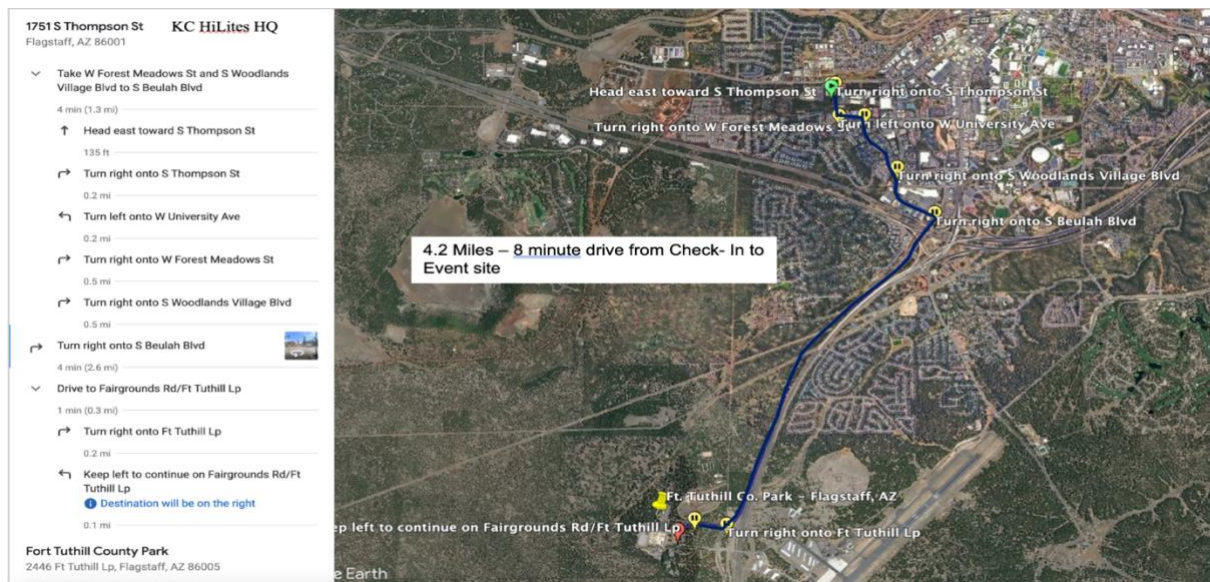 1751 S Thompson St
KC HiLites HQ
Flagstaff, AZ 86001
Take W Forest Meadows St and S Woodlands
Village Blvd to S Beulah Blvd
4 min (1.3 mi)
Head east toward S Thompson St
135 ft
Turn right onto S Thompson St
0.2 mi
Turn left onto W University Ave
0.2 mi
Turn right onto W Forest Meadows St
0.5 mi
Turn right onto S Woodlands Village Blvd
0.5 mi
Turn right onto S Beulah Blvd
4 min (2.6 mi)
Drive to Fairgrounds Rd/Ft Tuthill Lp
1 min (0.3 mi)
Turn right onto Ft Tuthill Lp
0.2 mi
Keep left to continue on Fairgrounds Rd/Ft
Tuthill Lp
Destination will be on the right
0.1 mi
Fort Tuthill County Park
2446 Ft Tuthill Lp, Flagstaff, AZ 86005
Head east toward S Thompson St
Turn right onto S Thompson St
Turn right onto W Forest Meadows
Turn left onto W University Ave
Turn right onto S Woodlands Village Blvd
Turn right onto S Beulah Blvd
4.2 Miles – 8 minute drive from Check- In to
Event site
Ft. Tuthill Co. Park - Flagstaff, AZ
ep left to continue on Fairgrounds Rd/Ft Tuthill Lp
Turn right onto Ft Tuthill Lp
e Earth